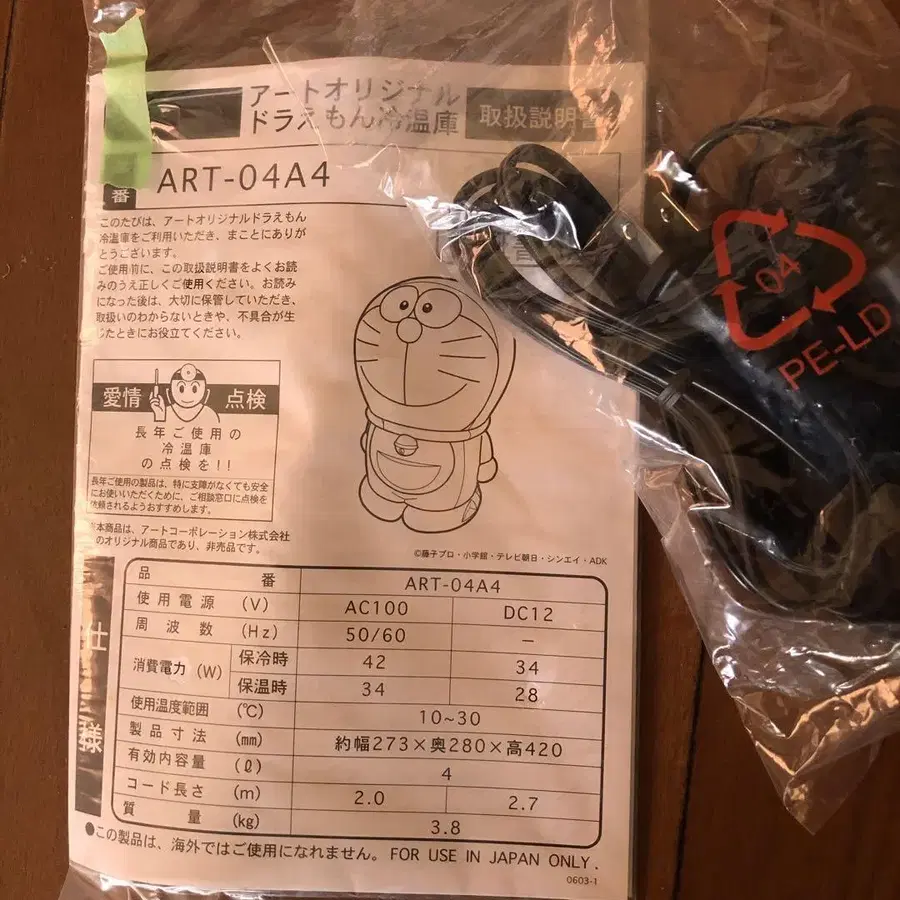 アートオリジナル
ドラえもん冷温庫
取扱説明書
番 ART-04A4
このたびは、アートオリジナルドラえもん
冷温庫をご利用いただき、まことにありが
とうございます。
ご使用前に、この取扱説明書をよくお読
みのうえ正しくご使用ください。お読み
になった後は、大切に保管していただき、
取扱いのわからないときや、不具合が生
じたときにお役立てください。
愛情 点検
長年ご使用の
冷温庫
の点検を!!
長年ご使用の製品は、特に支障がなくても安全
にお使いいただくために、ご相談窓口に点検を
依頼されるようおすすめします。
本商品は、アートコーポレーション株式会社
のオリジナル商品であり、非売品です。
©藤子プロ・小学館・テレビ朝日・シンエイ・ADK
仕様
品番 ART-04A4
使用電源 (V) AC100 DC12
周波数 (Hz) 50/60 −
消費電力 (W) 保冷時 42 34
保温時 34 28
使用温度範囲 (℃) 10~30
製品寸法 (mm) 約幅273×奥280×高420
有効内容量 (ℓ) 4
コード長さ (m) 2.0 2.7
質量 (kg) 3.8
●この製品は、海外ではご使用になれません。FOR USE IN JAPAN ONLY.
0603-1
04
PE-LD